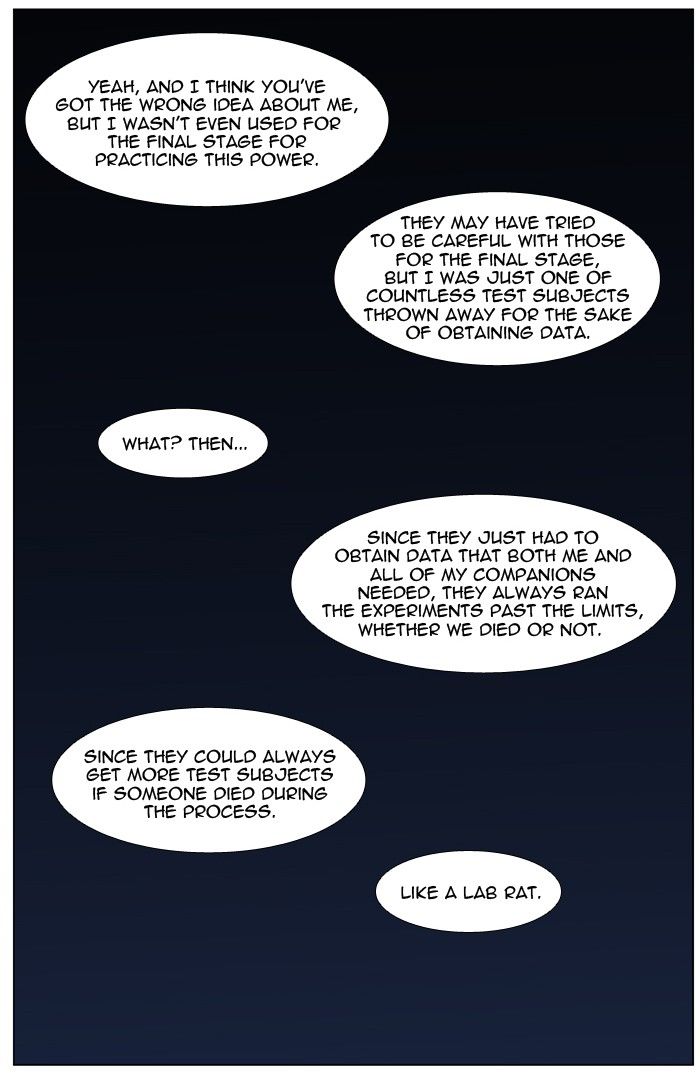 YEAH, AND I THINK YOU'VE
GOT THE WRONG IDEA ABOUT ME,
BUT I WASN'T EVEN USED FOR
THE FINAL STAGE FOR
PRACTICING THIS POWER.
THEY MAY HAVE TRIED
TO BE CAREFUL WITH THOSE
FOR THE FINAL STAGE,
BUT I WAS JUST ONE OF
COUNTLESS TEST SUBJECTS
THROWN AWAY FOR THE SAKE
OF OBTAINING DATA.
WHAT? THEN...
SINCE THEY JUST HAD TO
OBTAIN DATA THAT BOTH ME AND
ALL OF MY COMPANIONS
NEEDED, THEY ALWAYS RAN
THE EXPERIMENTS PAST THE LIMITS,
WHETHER WE DIED OR NOT.
SINCE THEY COULD ALWAYS
GET MORE TEST SUBJECTS
IF SOMEONE DIED DURING
THE PROCESS.
LIKE A LAB RAT.